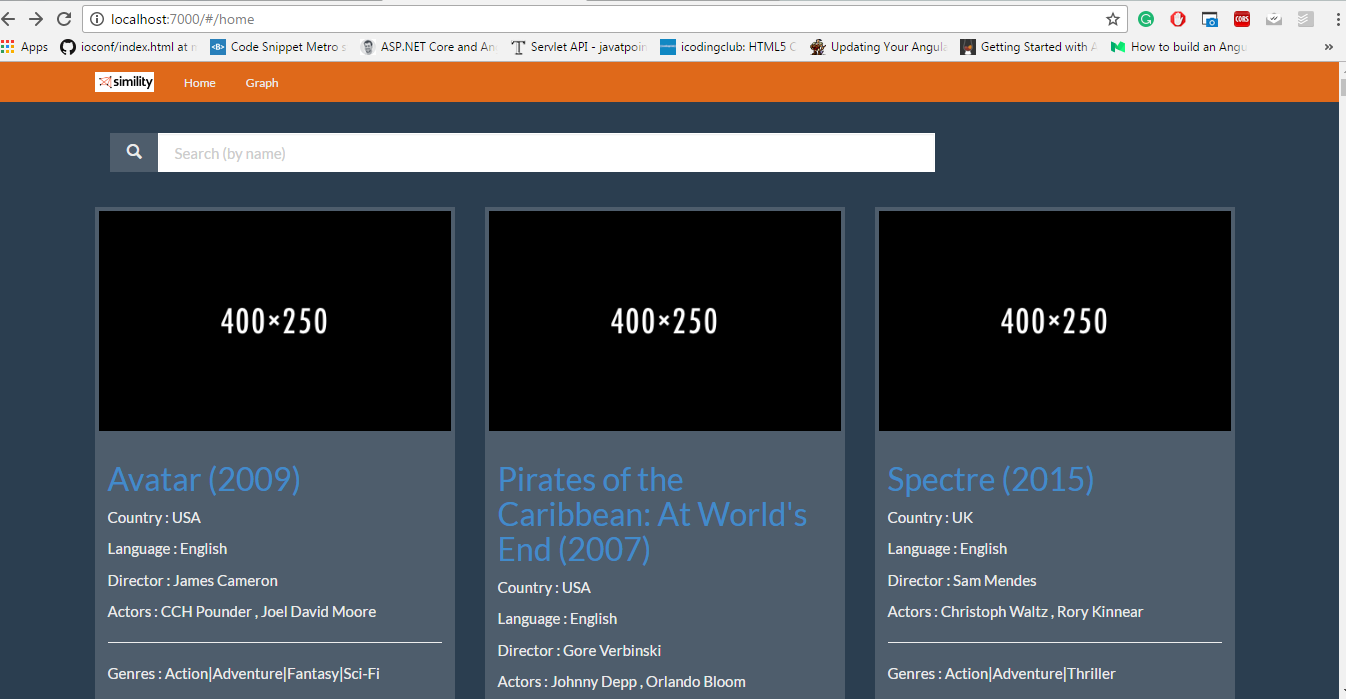 localhost:7000/#/home
CORS
Apps ioconf/index.html at <B> Code Snippet Metro ASP.NET Core and An Servlet API - javatpoin icodingclub: HTML5 C Updating Your Angul Getting Started with Ho​w to build an Angu »
simility Home Graph
Search (by name)
400×250 400×250 400×250
Avatar (2009)
Country : USA
Language : English
Director : James Cameron
Actors : CCH Pounder , Joel David Moore
Genres : Action|Adventure|Fantasy|Sci-Fi
Pirates of the
Caribbean: At World's
End (2007)
Country : USA
Language : English
Director : Gore Verbinski
Actors : Johnny Depp , Orlando Bloom
Spectre (2015)
Country : UK
Language : English
Director : Sam Mendes
Actors : Christoph Waltz , Rory Kinnear
Genres : Action|Adventure|Thriller